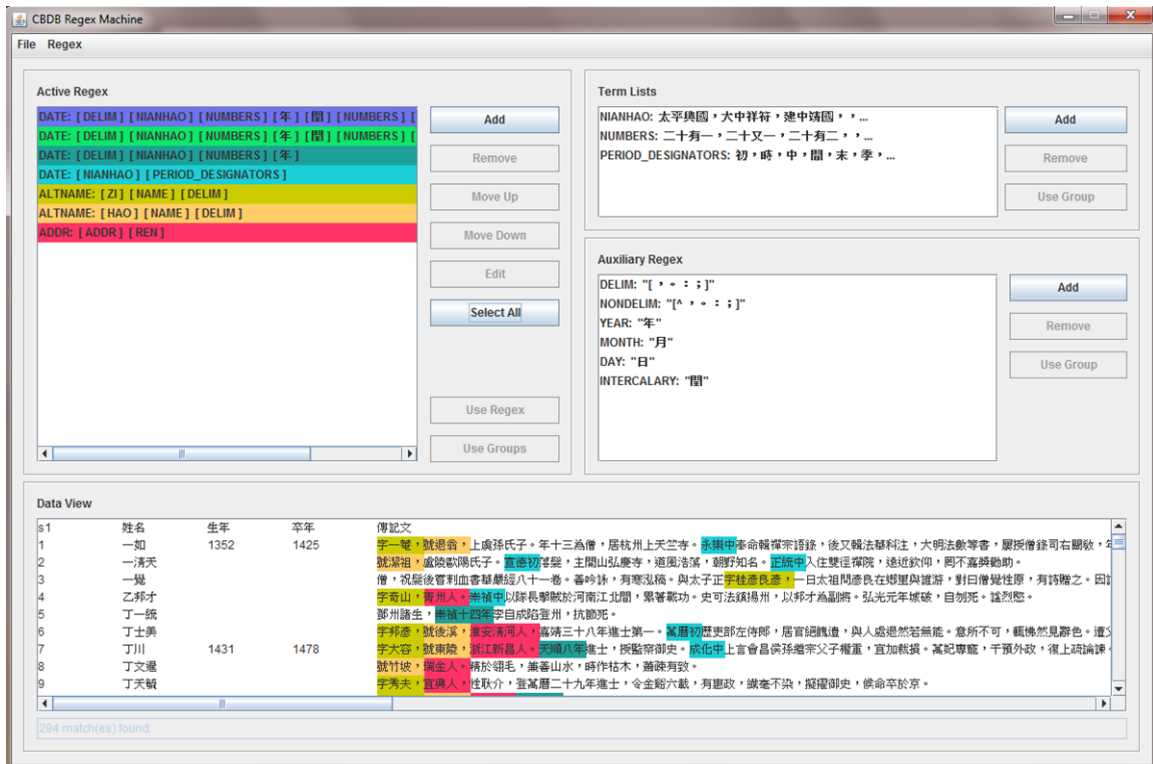 CBDB Regex Machine
File Regex
Active Regex
DATE: [ DELIM ] [ NIANHAO ] [ NUMBERS ] [ 年 ] [ 閏 ] [ NUMBERS ] [
DATE: [ DELIM ] [ NIANHAO ] [ NUMBERS ] [ 年 ] [ 閏 ] [ NUMBERS ] [
DATE: [ DELIM ] [ NIANHAO ] [ NUMBERS ] [ 年 ]
DATE: [ NIANHAO ] [ PERIOD_DESIGNATORS ]
ALTNAME: [ ZI ] [ NAME ] [ DELIM ]
ALTNAME: [ HAO ] [ NAME ] [ DELIM ]
ADDR: [ ADDR ] [ REN ]
Add
Remove
Move Up
Move Down
Edit
Select All
Use Regex
Use Groups
Term Lists
NIANHAO: 太平興國，大中祥符，建中靖國，，...
NUMBERS: 二十有一，二十又一，二十有二，，...
PERIOD_DESIGNATORS: 初，時，中，間，末，季，...
Add
Remove
Use Group
Auxiliary Regex
DELIM: "[，。：；]"
NONDELIM: "[^，。：；]"
YEAR: "年"
MONTH: "月"
DAY: "日"
INTERCALARY: "閏"
Add
Remove
Use Group
Data View
s1 姓名 生年 卒年 傳記文
1 一如 1352 1425 字一菴，號退翁，上虞孫氏子。年十三為僧，居杭州上天竺寺。永樂中奉命輯禪宗語錄，後又輯法華科注，大明法數等書，屢授僧錄司右闡教，
2 一清天 號漾祖，盧陵歐陽氏子。宣德初落髮，主閶山弘慶寺，道風浩蕩，朝野知名。正統中入住雙徑禪院，遠近欽仰，罔不嘉獎勸助。
3 一覺 僧，祝髮後嘗刺血書華嚴經八十一卷。善吟詠，有寒泓稿。與太子正字桂彥良彥，一日太祖問彥良在鄉里與誰游，對曰僧覺性原，有詩贈之。
4 乙邦才 字奇山，青州人。崇禎中以隊長擊賊於河南江北間，累著戰功。史可法鎮揚州，以邦才為副將。弘光元年城破，自刎死。諡烈愍。
5 丁一統 鄧州諸生，崇禎十四年李自成陷登州，抗節死。
6 丁士美 字邦彥，號後溪，淮安清河人，嘉靖三十八年進士第一。萬曆初歷吏部左侍郎，居官絕餽遺，與人處退然若無能。意所不可，輒怫然見辭色。
7 丁川 1431 1478 字大容，號東陵，浙江新昌人。天順八年進士，授監察御史。成化中上言會昌侯孫繼宗父子權重，宜加裁損。萬妃專寵，干預外政，復上疏論諫
8 丁文暹 號竹坡，瑞金人。精於翎毛，兼善山水，時作枯木，蕭疎有致。
9 丁天毓 字秀夫，宜興人，性耿介，登萬曆二十九年進士，令金谿六載，有惠政，纖毫不染，擬擢御史，候命卒於京。
294 match(es) found.